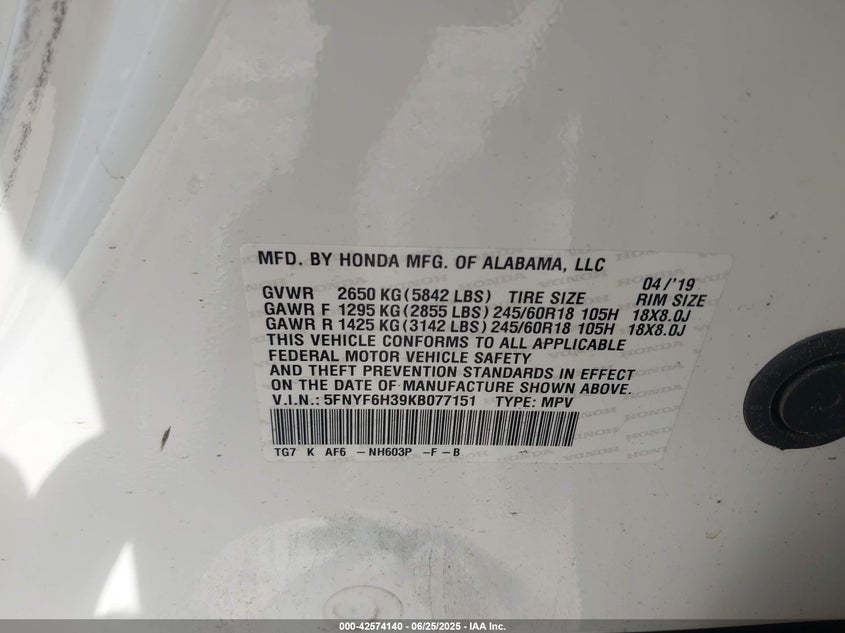 MFD. BY HONDA MFG. OF ALABAMA, LLC
04/'19
GVWR 2650 KG (5842 LBS) TIRE SIZE RIM SIZE
GAWR F 1295 KG (2855 LBS) 245/60R18 105H 18X8.0J
GAWR R 1425 KG (3142 LBS) 245/60R18 105H 18X8.0J
THIS VEHICLE CONFORMS TO ALL APPLICABLE
FEDERAL MOTOR VEHICLE SAFETY
AND THEFT PREVENTION STANDARDS IN EFFECT
ON THE DATE OF MANUFACTURE SHOWN ABOVE.
V.I.N.: 5FNYF6H39KB077151 TYPE: MPV
TG7 K AF6 -NH603P -F -B
000-42574140 - 06/25/2025 - IAA Inc.